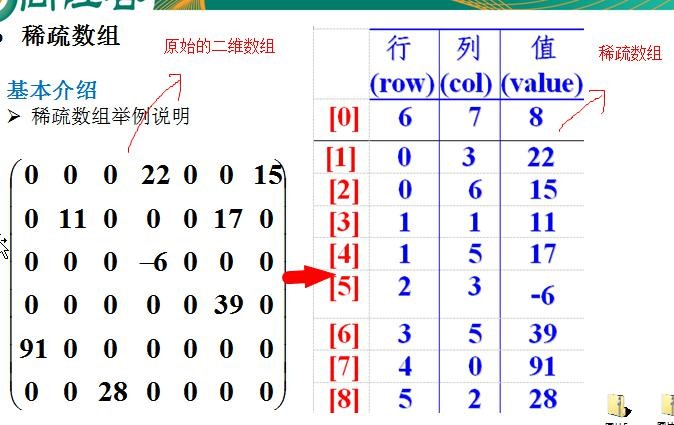 稀疏数组
原始的二维数组
基本介绍
稀疏数组举例说明
0 0 0 22 0 0 15
0 11 0 0 0 17 0
0 0 0 –6 0 0 0
0 0 0 0 0 39 0
91 0 0 0 0 0 0
0 0 28 0 0 0 0
稀疏数组
行 列 值
(row) (col) (value)
[0] 6 7 8
[1] 0 3 22
[2] 0 6 15
[3] 1 1 11
[4] 1 5 17
[5] 2 3 -6
[6] 3 5 39
[7] 4 0 91
[8] 5 2 28